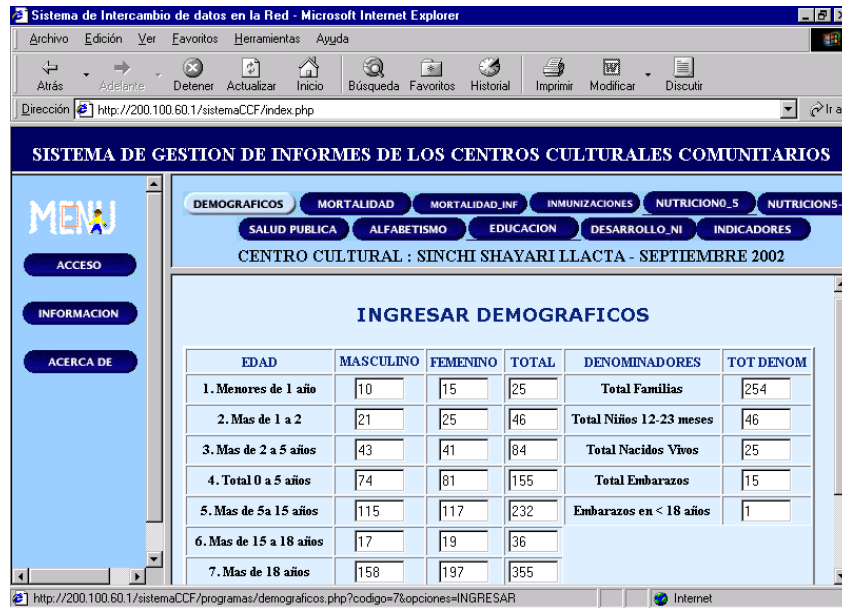 Sistema de Intercambio de datos en la Red - Microsoft Internet Explorer
Archivo Edición Ver Favoritos Herramientas Ayuda
Atrás Adelante Detener Actualizar Inicio Búsqueda Favoritos Historial Imprimir Modificar Discutir
Dirección http://200.100.60.1/sistemaCCF/index.php Ir a
SISTEMA DE GESTION DE INFORMES DE LOS CENTROS CULTURALES COMUNITARIOS
MENU
ACCESO
INFORMACION
ACERCA DE
DEMOGRAFICOS MORTALIDAD MORTALIDAD_INF INMUNIZACIONES NUTRICION0_5 NUTRICION5-
SALUD PUBLICA ALFABETISMO EDUCACION DESARROLLO_NI INDICADORES
CENTRO CULTURAL : SINCHI SHAYARI LLACTA - SEPTIEMBRE 2002
INGRESAR DEMOGRAFICOS
EDAD MASCULINO FEMENINO TOTAL DENOMINADORES TOT DENOM
1. Menores de 1 año 10 15 25 Total Familias 254
2. Mas de 1 a 2 21 25 46 Total Niños 12-23 meses 46
3. Mas de 2 a 5 años 43 41 84 Total Nacidos Vivos 25
4. Total 0 a 5 años 74 81 155 Total Embarazos 15
5. Mas de 5a 15 años 115 117 232 Embarazos en < 18 años 1
6. Mas de 15 a 18 años 17 19 36
7. Mas de 18 años 158 197 355
http://200.100.60.1/sistemaCCF/programas/demograficos.php?codigo=7&opciones=INGRESAR Internet